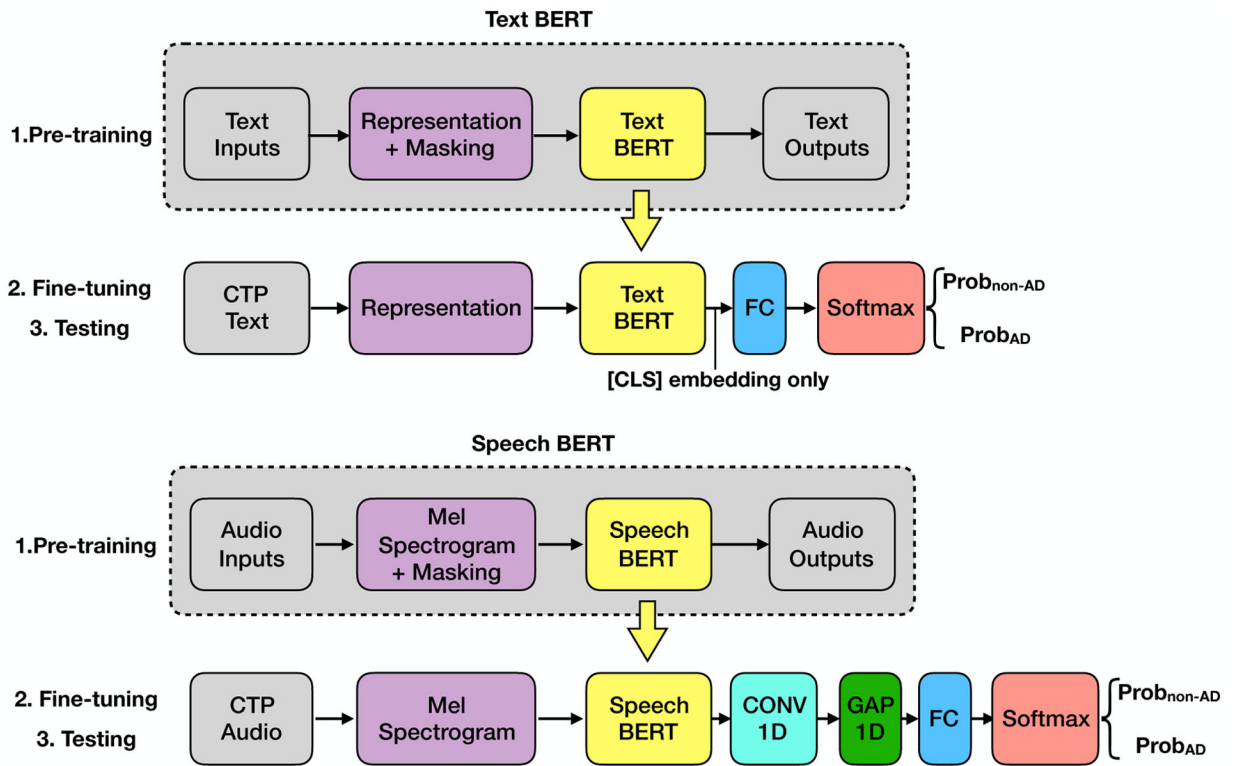 Text BERT
1.Pre-training
Text
Inputs
Representation
+ Masking
Text
BERT
Text
Outputs
2. Fine-tuning
3. Testing
CTP
Text
Representation
Text
BERT
FC
Softmax
Probnon-AD
ProbAD
[CLS] embedding only
Speech BERT
1.Pre-training
Audio
Inputs
Mel
Spectrogram
+ Masking
Speech
BERT
Audio
Outputs
2. Fine-tuning
3. Testing
CTP
Audio
Mel
Spectrogram
Speech
BERT
CONV
1D
GAP
1D
FC
Softmax
Probnon-AD
ProbAD